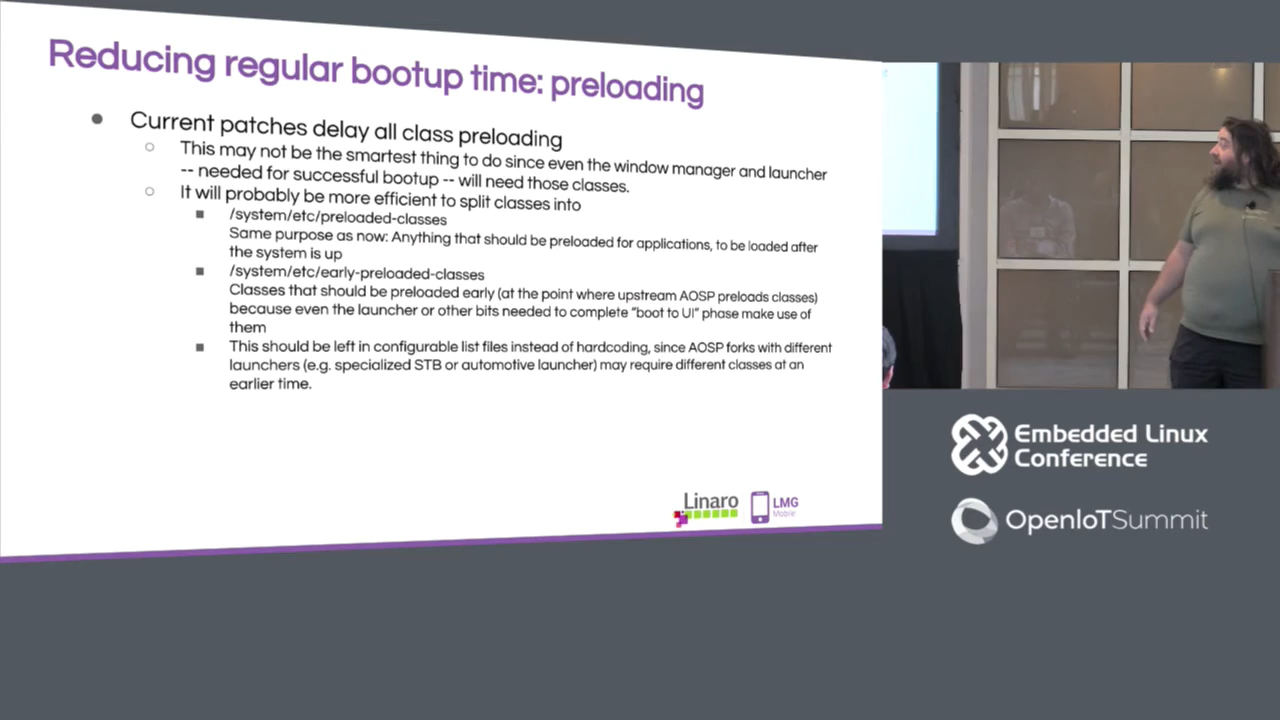 Reducing regular bootup time: preloading
Current patches delay all class preloading
This may not be the smartest thing to do since even the window manager and launcher
-- needed for successful bootup -- will need those classes.
It will probably be more efficient to split classes into
/system/etc/preloaded-classes
Same purpose as now: Anything that should be preloaded for applications, to be loaded after
the system is up
/system/etc/early-preloaded-classes
Classes that should be preloaded early (at the point where upstream AOSP preloads classes)
because even the launcher or other bits needed to complete "boot to UI" phase make use of
them
This should be left in configurable list files instead of hardcoding, since AOSP forks with different
launchers (e.g. specialized STB or automotive launcher) may require different classes at an
earlier time.
Linaro
LMG
Mobile
Embedded Linux
Conference
OpenIoTSummit